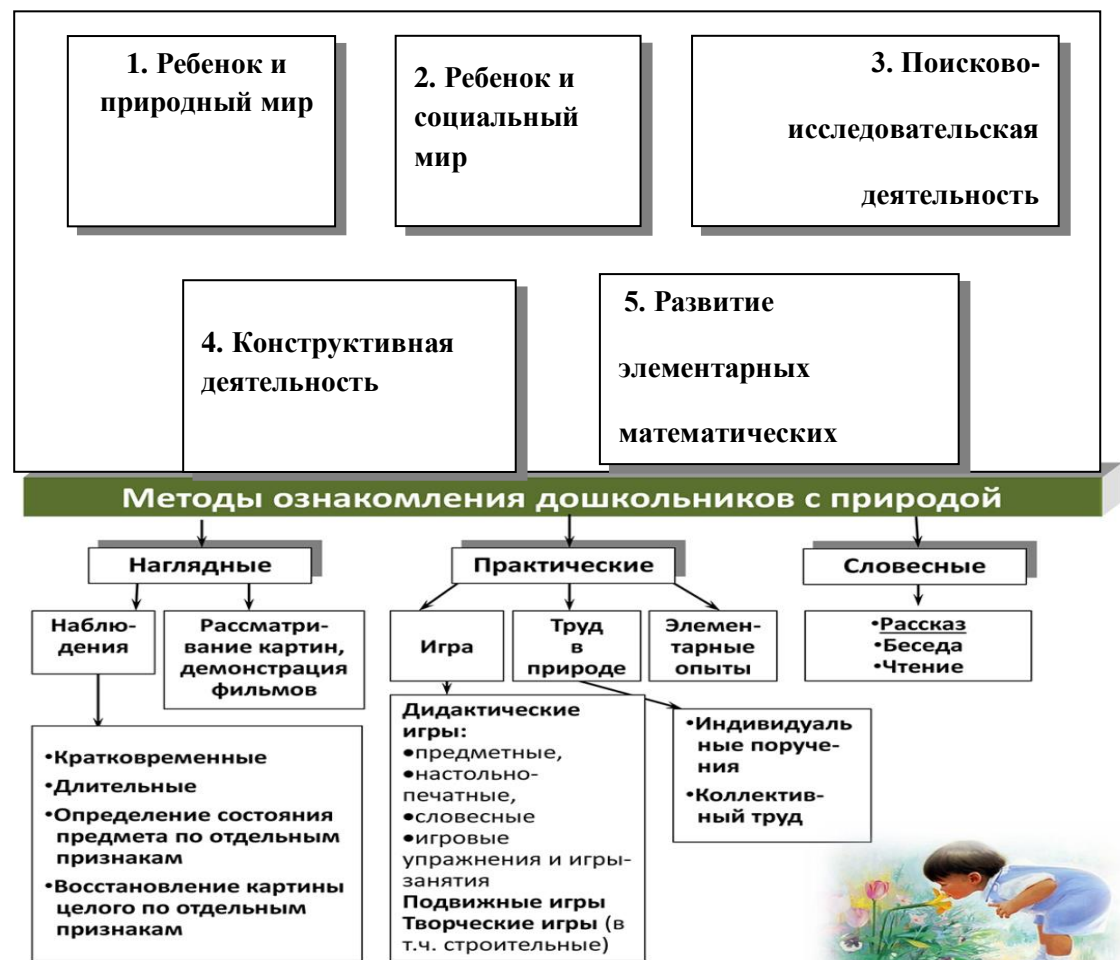 1. Ребенок и
природный мир
2. Ребенок и
социальный
мир
3. Поисково-
исследовательская
деятельность
4. Конструктивная
деятельность
5. Развитие
элементарных
математических
Методы ознакомления дошкольников с природой
Наглядные
Практические
Словесные
Наблю-
дения
Рассматри-
вание картин,
демонстрация
фильмов
Игра
Труд
в
природе
Элемен-
тарные
опыты
•Рассказ
•Беседа
•Чтение
•Кратковременные
•Длительные
•Определение состояния
предмета по отдельным
признакам
•Восстановление картины
целого по отдельным
признакам
Дидактические
игры:
•предметные,
•настольно-
печатные,
•словесные
•игровые
упражнения и игры-
занятия
Подвижные игры
Творческие игры (в
т.ч. строительные)
•Индивидуаль
ные поруче-
ния
•Коллектив-
ный труд